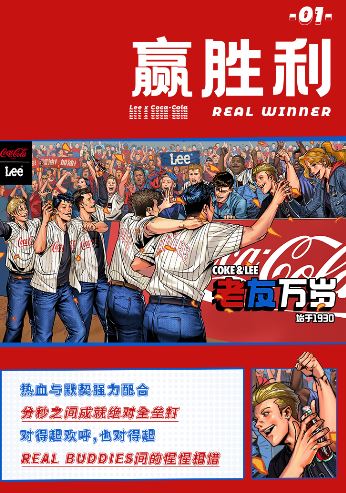 -01-
赢胜利
Lee x Coca-Cola
REAL WINNER
Coca-Cola
Lee
加油!
Lee
COKE & LEE
老友万岁
始于1930
热血与默契强力配合
分秒之间成就绝对全垒打
对得起欢呼,也对得起
REAL BUDDIES间的惺惺相惜